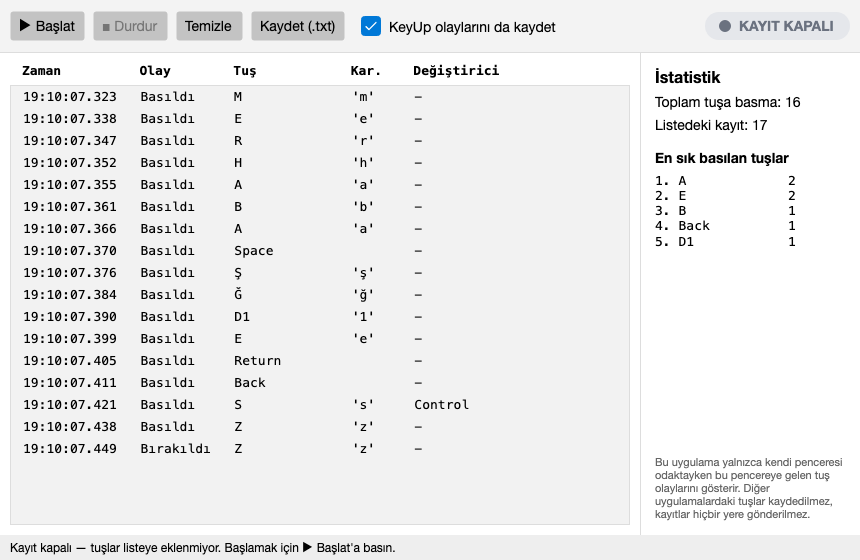 ▶ Başlat ■ Durdur Temizle Kaydet (.txt) KeyUp olaylarını da kaydet ● KAYIT KAPALI
Zaman Olay Tuş Kar. Değiştirici
19:10:07.323 Basıldı M 'm' –
19:10:07.338 Basıldı E 'e' –
19:10:07.347 Basıldı R 'r' –
19:10:07.352 Basıldı H 'h' –
19:10:07.355 Basıldı A 'a' –
19:10:07.361 Basıldı B 'b' –
19:10:07.366 Basıldı A 'a' –
19:10:07.370 Basıldı Space –
19:10:07.376 Basıldı Ş 'ş' –
19:10:07.384 Basıldı Ğ 'ğ' –
19:10:07.390 Basıldı D1 '1' –
19:10:07.399 Basıldı E 'e' –
19:10:07.405 Basıldı Return –
19:10:07.411 Basıldı Back –
19:10:07.421 Basıldı S 's' Control
19:10:07.438 Basıldı Z 'z' –
19:10:07.449 Bırakıldı Z 'z' –
İstatistik
Toplam tuşa basma: 16
Listedeki kayıt: 17
En sık basılan tuşlar
1. A 2
2. E 2
3. B 1
4. Back 1
5. D1 1
Bu uygulama yalnızca kendi penceresi
odaktayken bu pencereye gelen tuş
olaylarını gösterir. Diğer
uygulamalardaki tuşlar kaydedilmez,
kayıtlar hiçbir yere gönderilmez.
Kayıt kapalı — tuşlar listeye eklenmiyor. Başlamak için ▶ Başlat'a basın.